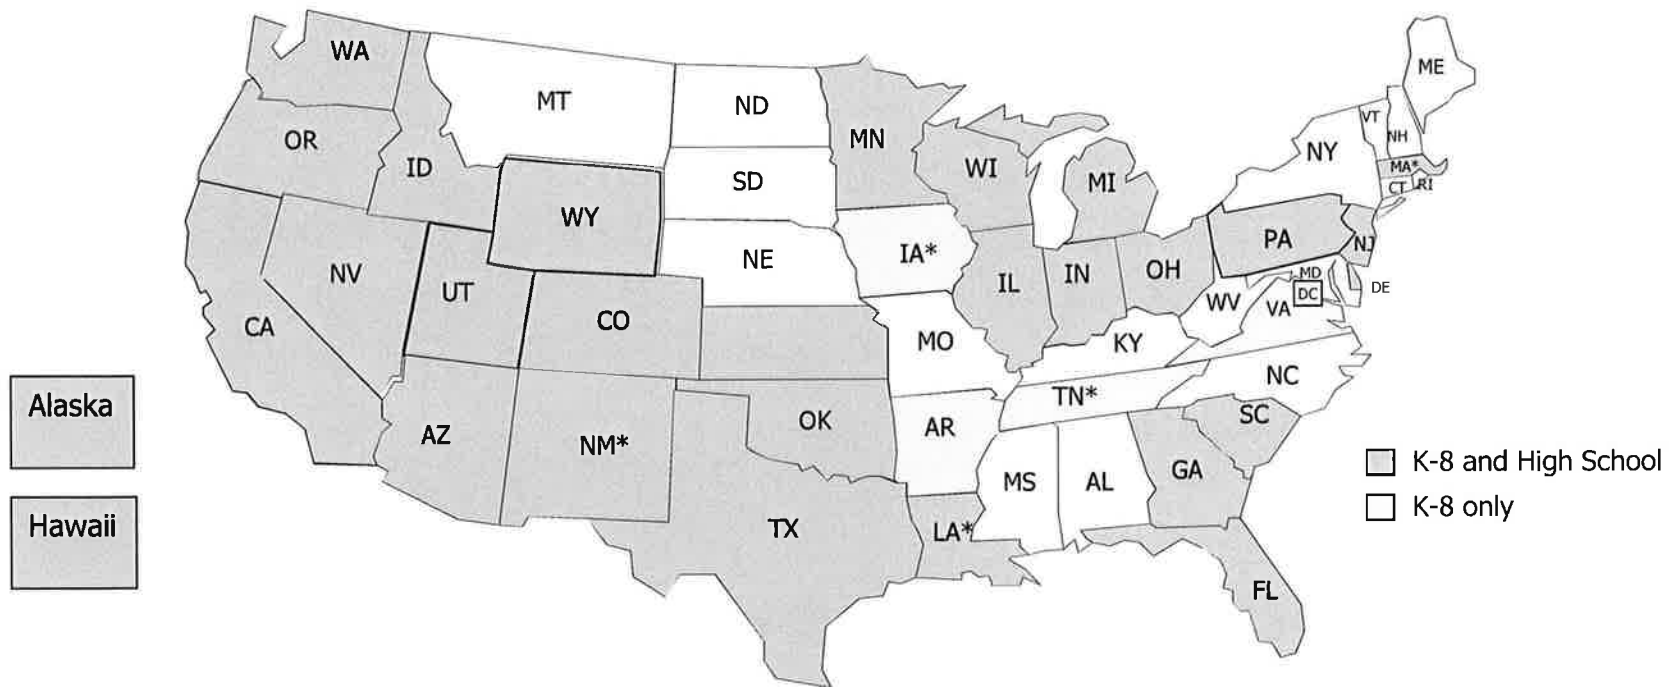 WA
MT
ND
MN
ME
VT
NH
NY
OR
ID
SD
WI
MI
MA*
CT
RI
WY
IA*
PA
NJ
NV
UT
NE
IL
IN
OH
MD
DE
DC
WV
VA
CA
CO
MO
KY
NC
TN*
Alaska
AZ
NM*
OK
AR
SC
K-8 and High School
MS
AL
GA
K-8 only
Hawaii
TX
LA*
FL